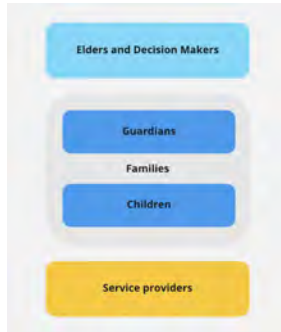 Elders and Decision Makers
Guardians
Families
Children
Service providers